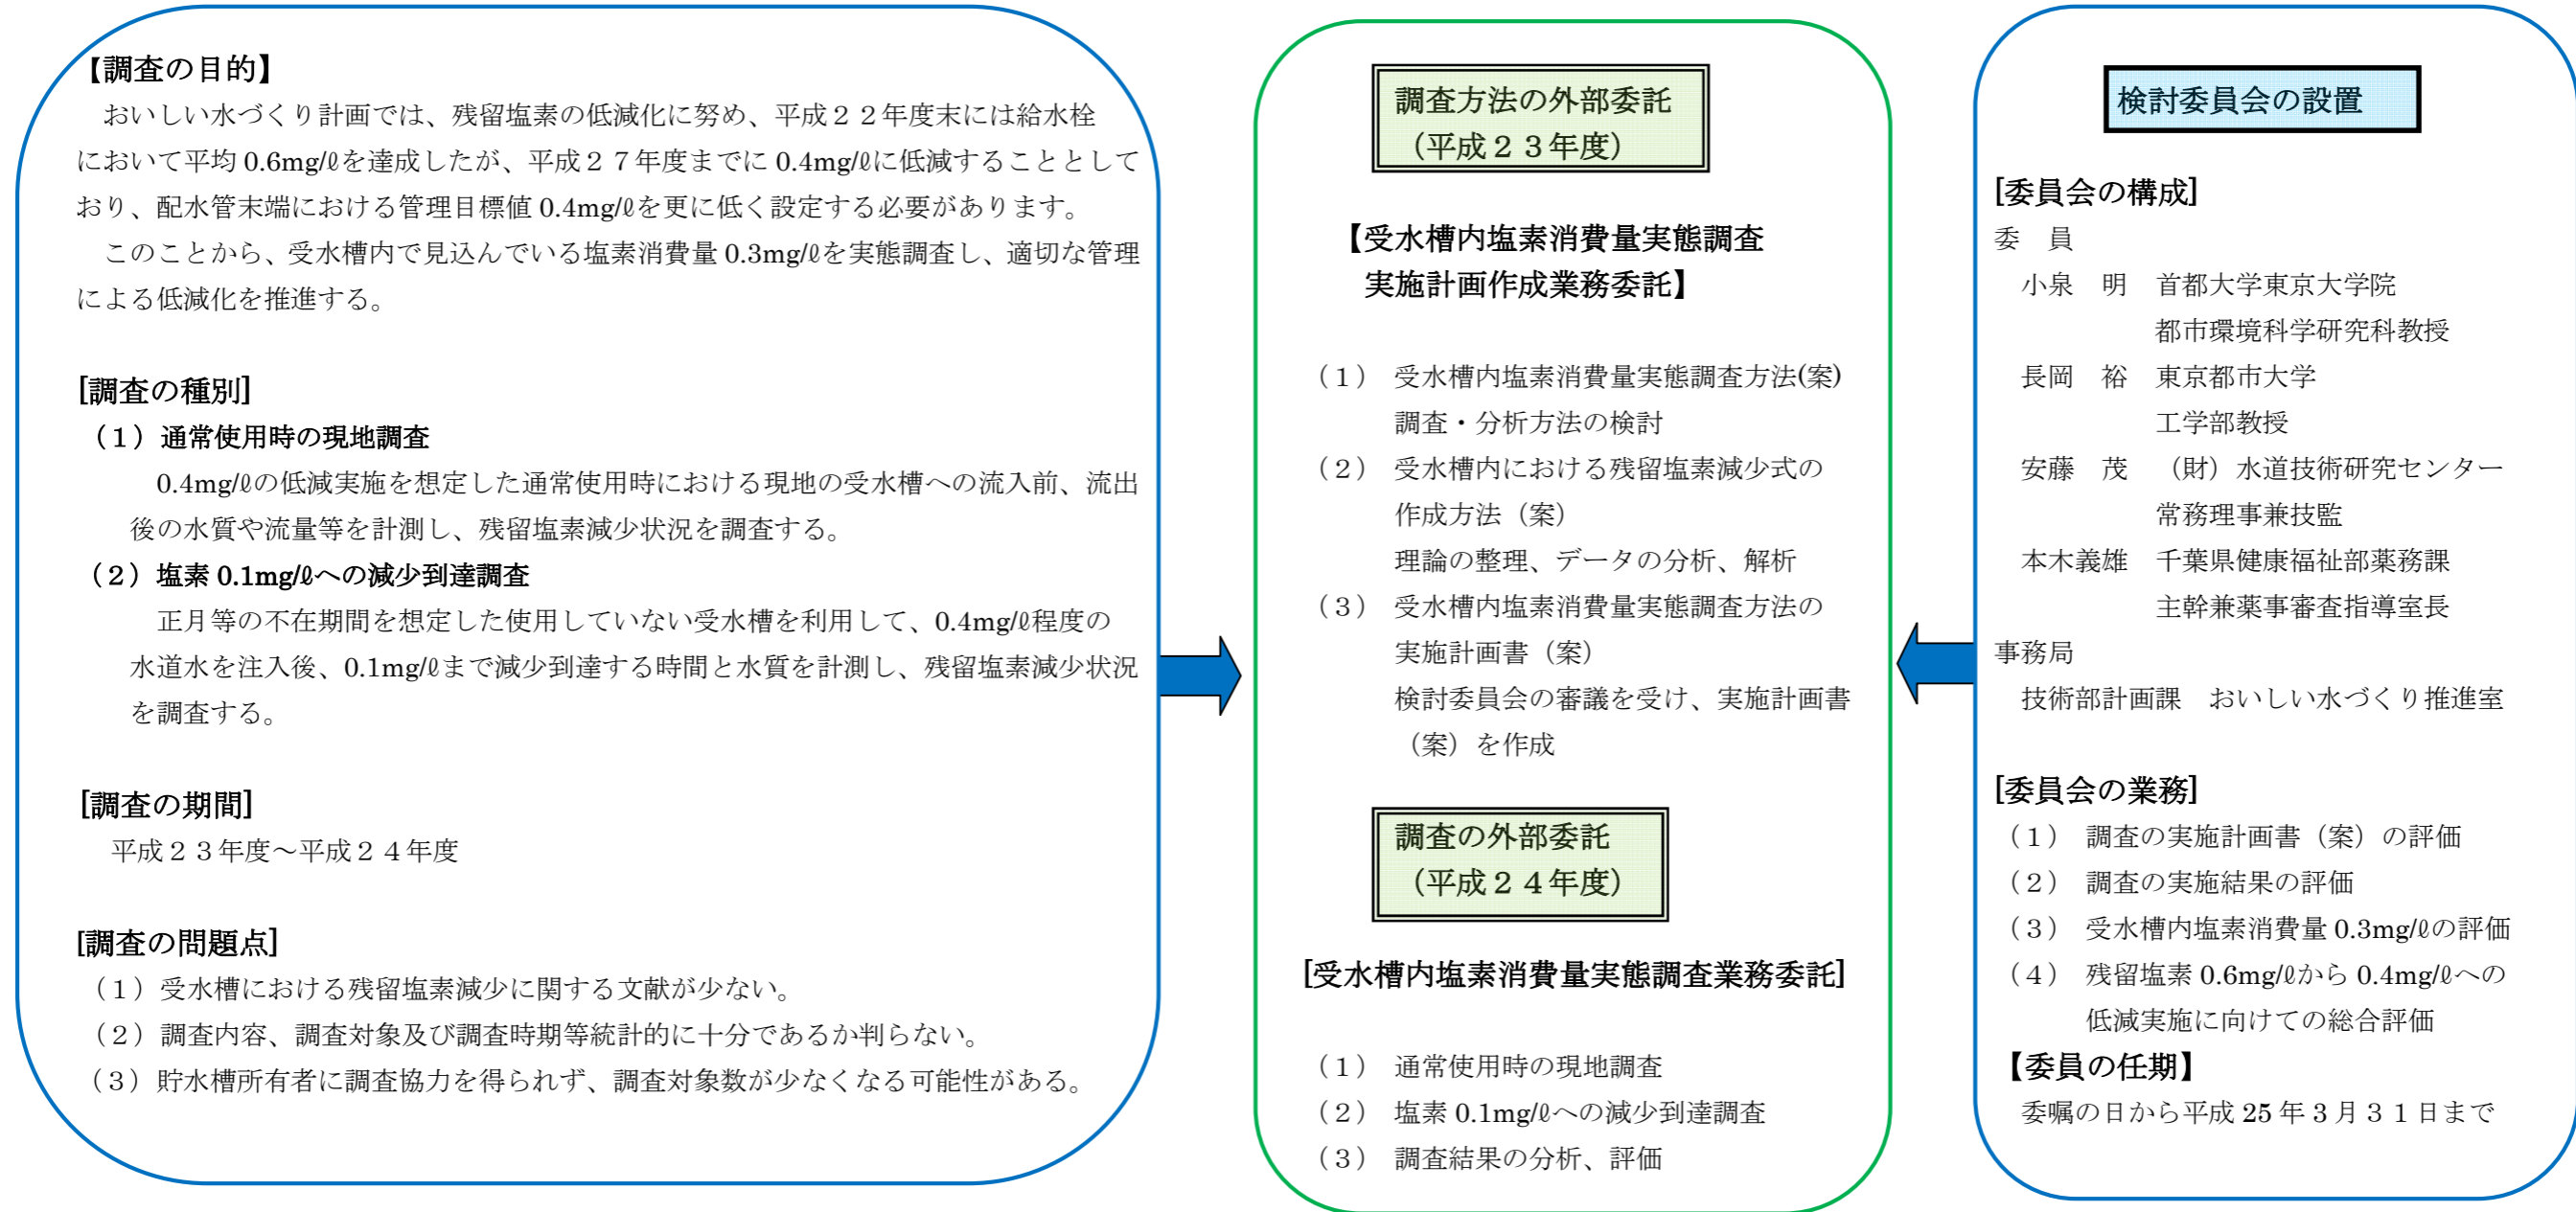 【調査の目的】
おいしい水づくり計画では、残留塩素の低減化に努め、平成２２年度末には給水栓
において平均 0.6mg/ℓを達成したが、平成２７年度までに 0.4mg/ℓに低減することとして
おり、配水管末端における管理目標値 0.4mg/ℓを更に低く設定する必要があります。
このことから、受水槽内で見込んでいる塩素消費量 0.3mg/ℓを実態調査し、適切な管理
による低減化を推進する。
[調査の種別]
（１）通常使用時の現地調査
0.4mg/ℓの低減実施を想定した通常使用時における現地の受水槽への流入前、流出
後の水質や流量等を計測し、残留塩素減少状況を調査する。
（２）塩素 0.1mg/ℓへの減少到達調査
正月等の不在期間を想定した使用していない受水槽を利用して、0.4mg/ℓ程度の
水道水を注入後、0.1mg/ℓまで減少到達する時間と水質を計測し、残留塩素減少状況
を調査する。
[調査の期間]
平成２３年度～平成２４年度
[調査の問題点]
（１）受水槽における残留塩素減少に関する文献が少ない。
（２）調査内容、調査対象及び調査時期等統計的に十分であるか判らない。
（３）貯水槽所有者に調査協力を得られず、調査対象数が少なくなる可能性がある。
調査方法の外部委託
（平成２３年度）
【受水槽内塩素消費量実態調査
実施計画作成業務委託】
（１） 受水槽内塩素消費量実態調査方法(案)
調査・分析方法の検討
（２） 受水槽内における残留塩素減少式の
作成方法（案）
理論の整理、データの分析、解析
（３） 受水槽内塩素消費量実態調査方法の
実施計画書（案）
検討委員会の審議を受け、実施計画書
（案）を作成
調査の外部委託
（平成２４年度）
[受水槽内塩素消費量実態調査業務委託]
（１） 通常使用時の現地調査
（２） 塩素 0.1mg/ℓへの減少到達調査
（３） 調査結果の分析、評価
検討委員会の設置
[委員会の構成]
委　員
小泉　明　首都大学東京大学院
都市環境科学研究科教授
長岡　裕　東京都市大学
工学部教授
安藤　茂　（財）水道技術研究センター
常務理事兼技監
本木義雄　千葉県健康福祉部薬務課
主幹兼薬事審査指導室長
事務局
技術部計画課　おいしい水づくり推進室
[委員会の業務]
（１） 調査の実施計画書（案）の評価
（２） 調査の実施結果の評価
（３） 受水槽内塩素消費量 0.3mg/ℓの評価
（４） 残留塩素 0.6mg/ℓから 0.4mg/ℓへの
低減実施に向けての総合評価
【委員の任期】
委嘱の日から平成 25 年 3 月３１日まで